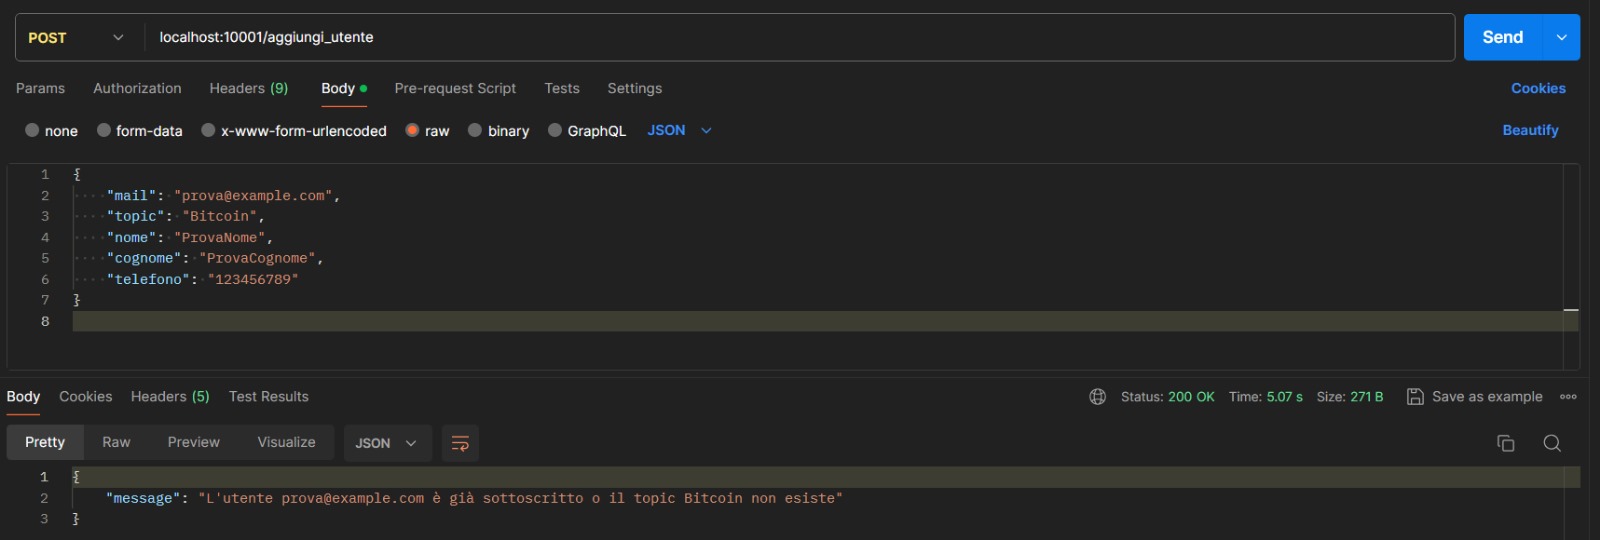 POST localhost:10001/aggiungi_utente Send
Params Authorization Headers (9) Body Pre-request Script Tests Settings Cookies
none form-data x-www-form-urlencoded raw binary GraphQL JSON Beautify
1 {
2 "mail": "prova@example.com",
3 "topic": "Bitcoin",
4 "nome": "ProvaNome",
5 "cognome": "ProvaCognome",
6 "telefono": "123456789"
7 }
8
Body Cookies Headers (5) Test Results Status: 200 OK Time: 5.07 s Size: 271 B Save as example
Pretty Raw Preview Visualize JSON
1 {
2 "message": "L'utente prova@example.com è già sottoscritto o il topic Bitcoin non esiste"
3 }